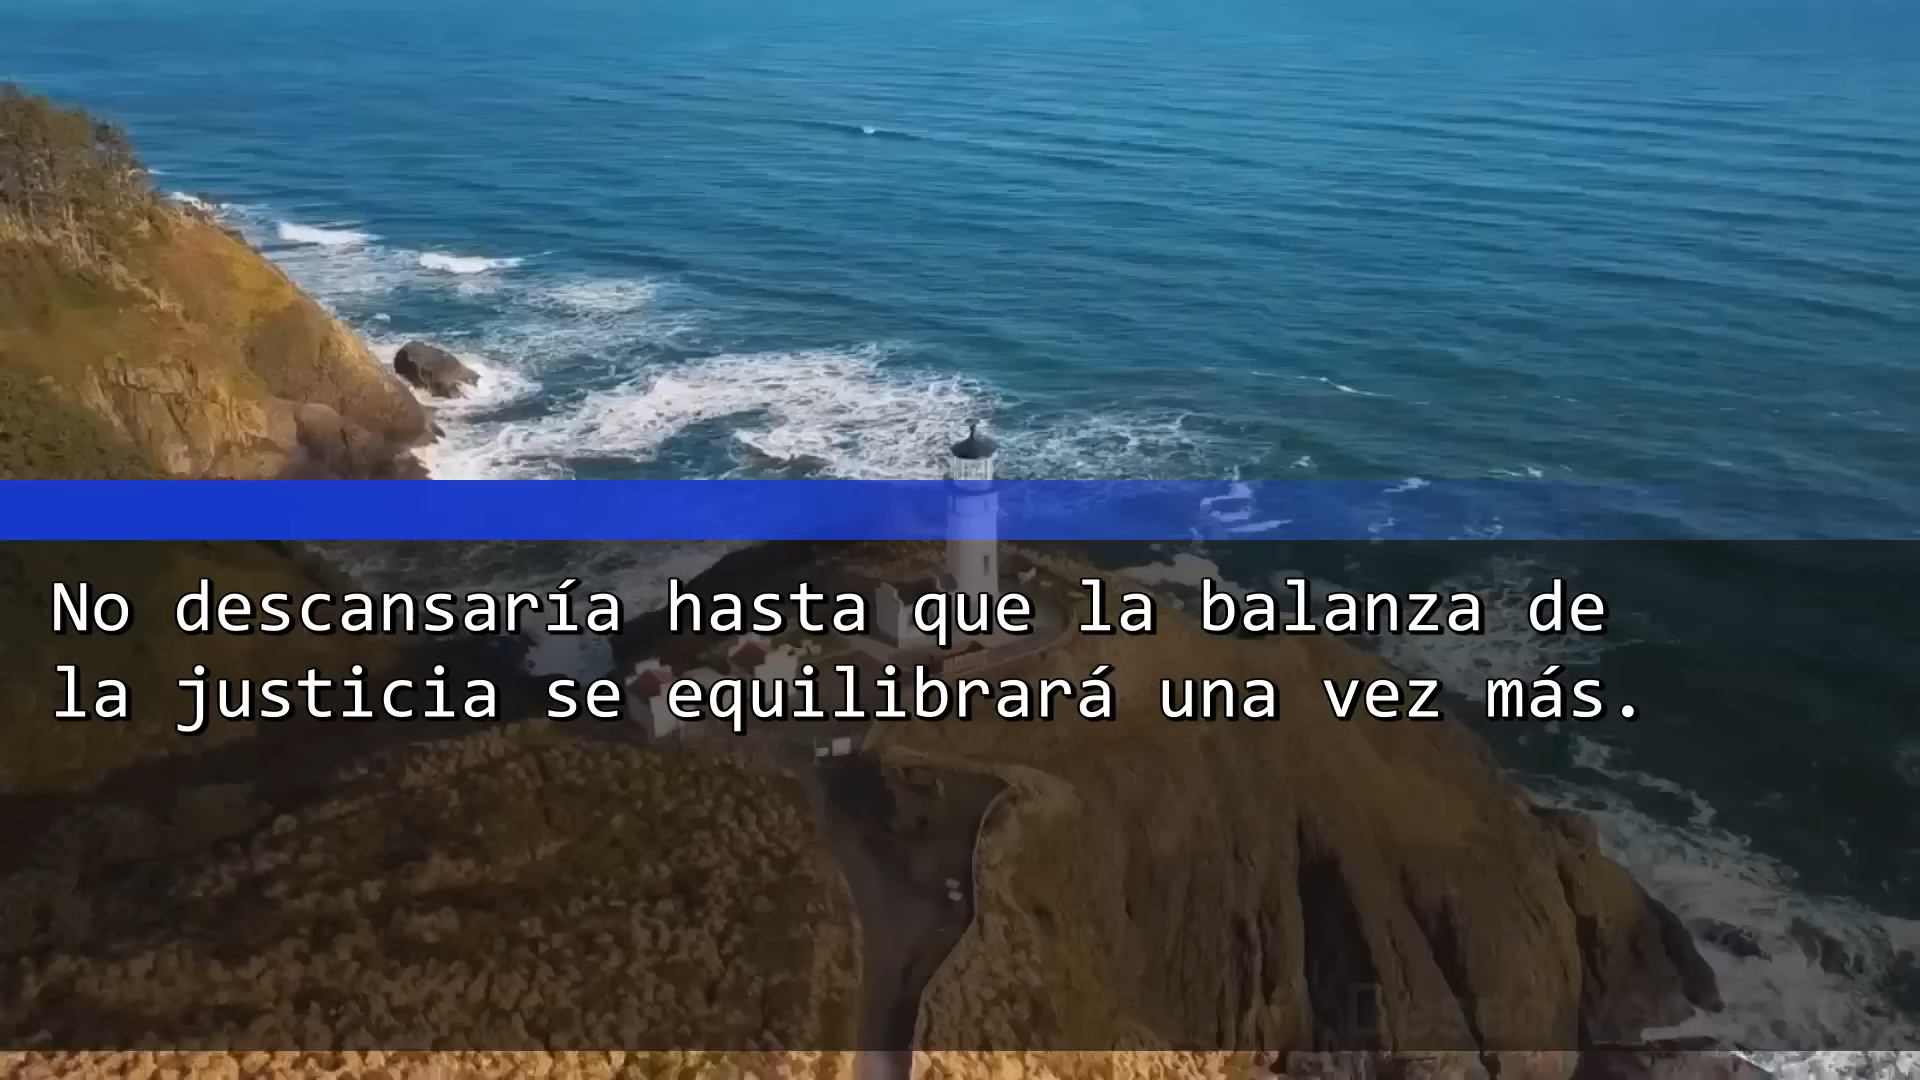 No descansaría hasta que la balanza de
la justicia se equilibrará una vez más.